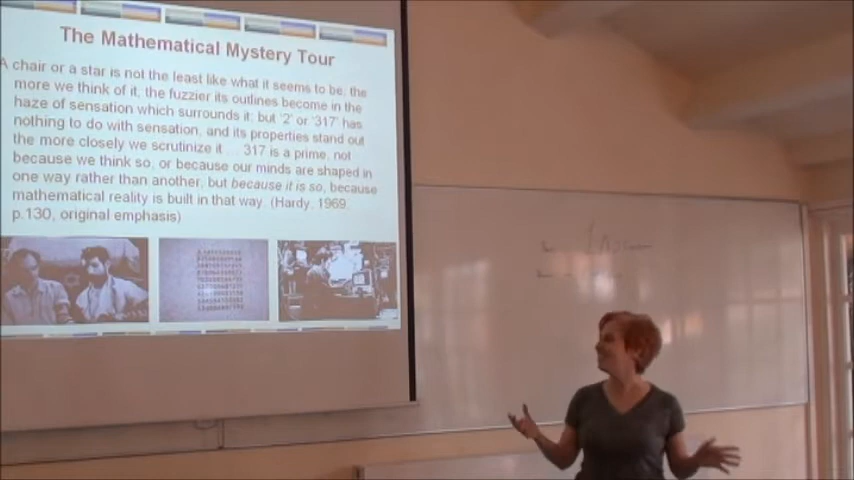 The Mathematical Mystery Tour
A chair or a star is not the least like what it seems to be; the
more we think of it, the fuzzier its outlines become in the
haze of sensation which surrounds it; but '2' or '317' has
nothing to do with sensation, and its properties stand out
the more closely we scrutinize it ... 317 is a prime, not
because we think so, or because our minds are shaped in
one way rather than another, but because it is so, because
mathematical reality is built in that way. (Hardy, 1969,
p.130, original emphasis)